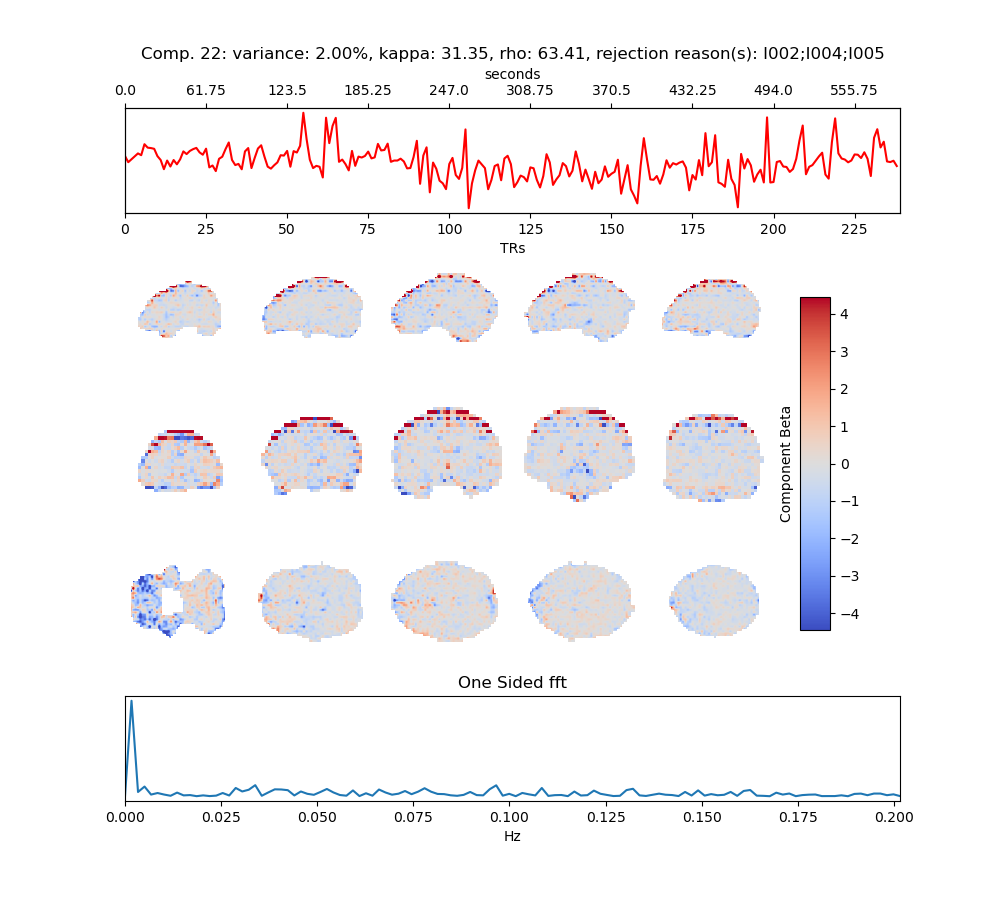 Comp. 22: variance: 2.00%, kappa: 31.35, rho: 63.41, rejection reason(s): I002;I004;I005
seconds
0.0 61.75 123.5 185.25 247.0 308.75 370.5 432.25 494.0 555.75
0 25 50 75 100 125 150 175 200 225
TRs
4
3
2
1
0
−1
−2
−3
−4
Component Beta
One Sided fft
0.000 0.025 0.050 0.075 0.100 0.125 0.150 0.175 0.200
Hz